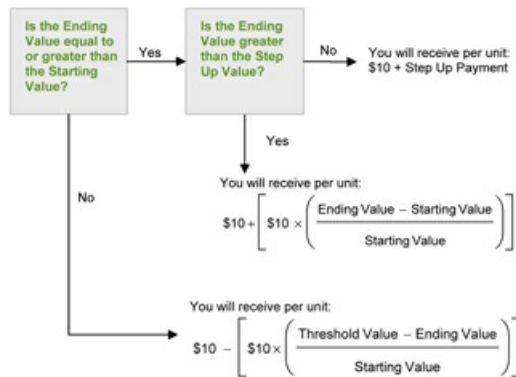 Is the Ending
Value equal to
or greater than
the Starting
Value?
Yes
Is the Ending
Value greater
than the Step
Up Value?
No
You will receive per unit:
$10 + Step Up Payment
Yes
You will receive per unit:
$10+[$10 ×(Ending Value – Starting Value
Starting Value)]
No
You will receive per unit:
$10 – [$10×(Threshold Value – Ending Value
Starting Value)]